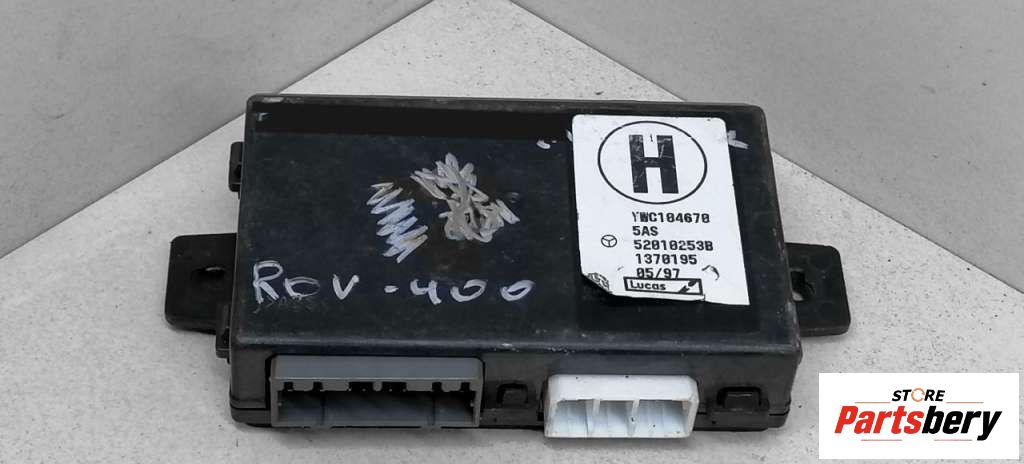 H
YWC104670
5AS
52010253B
1370195
05/97
Lucas
ROV -400
STORE
Partsbery